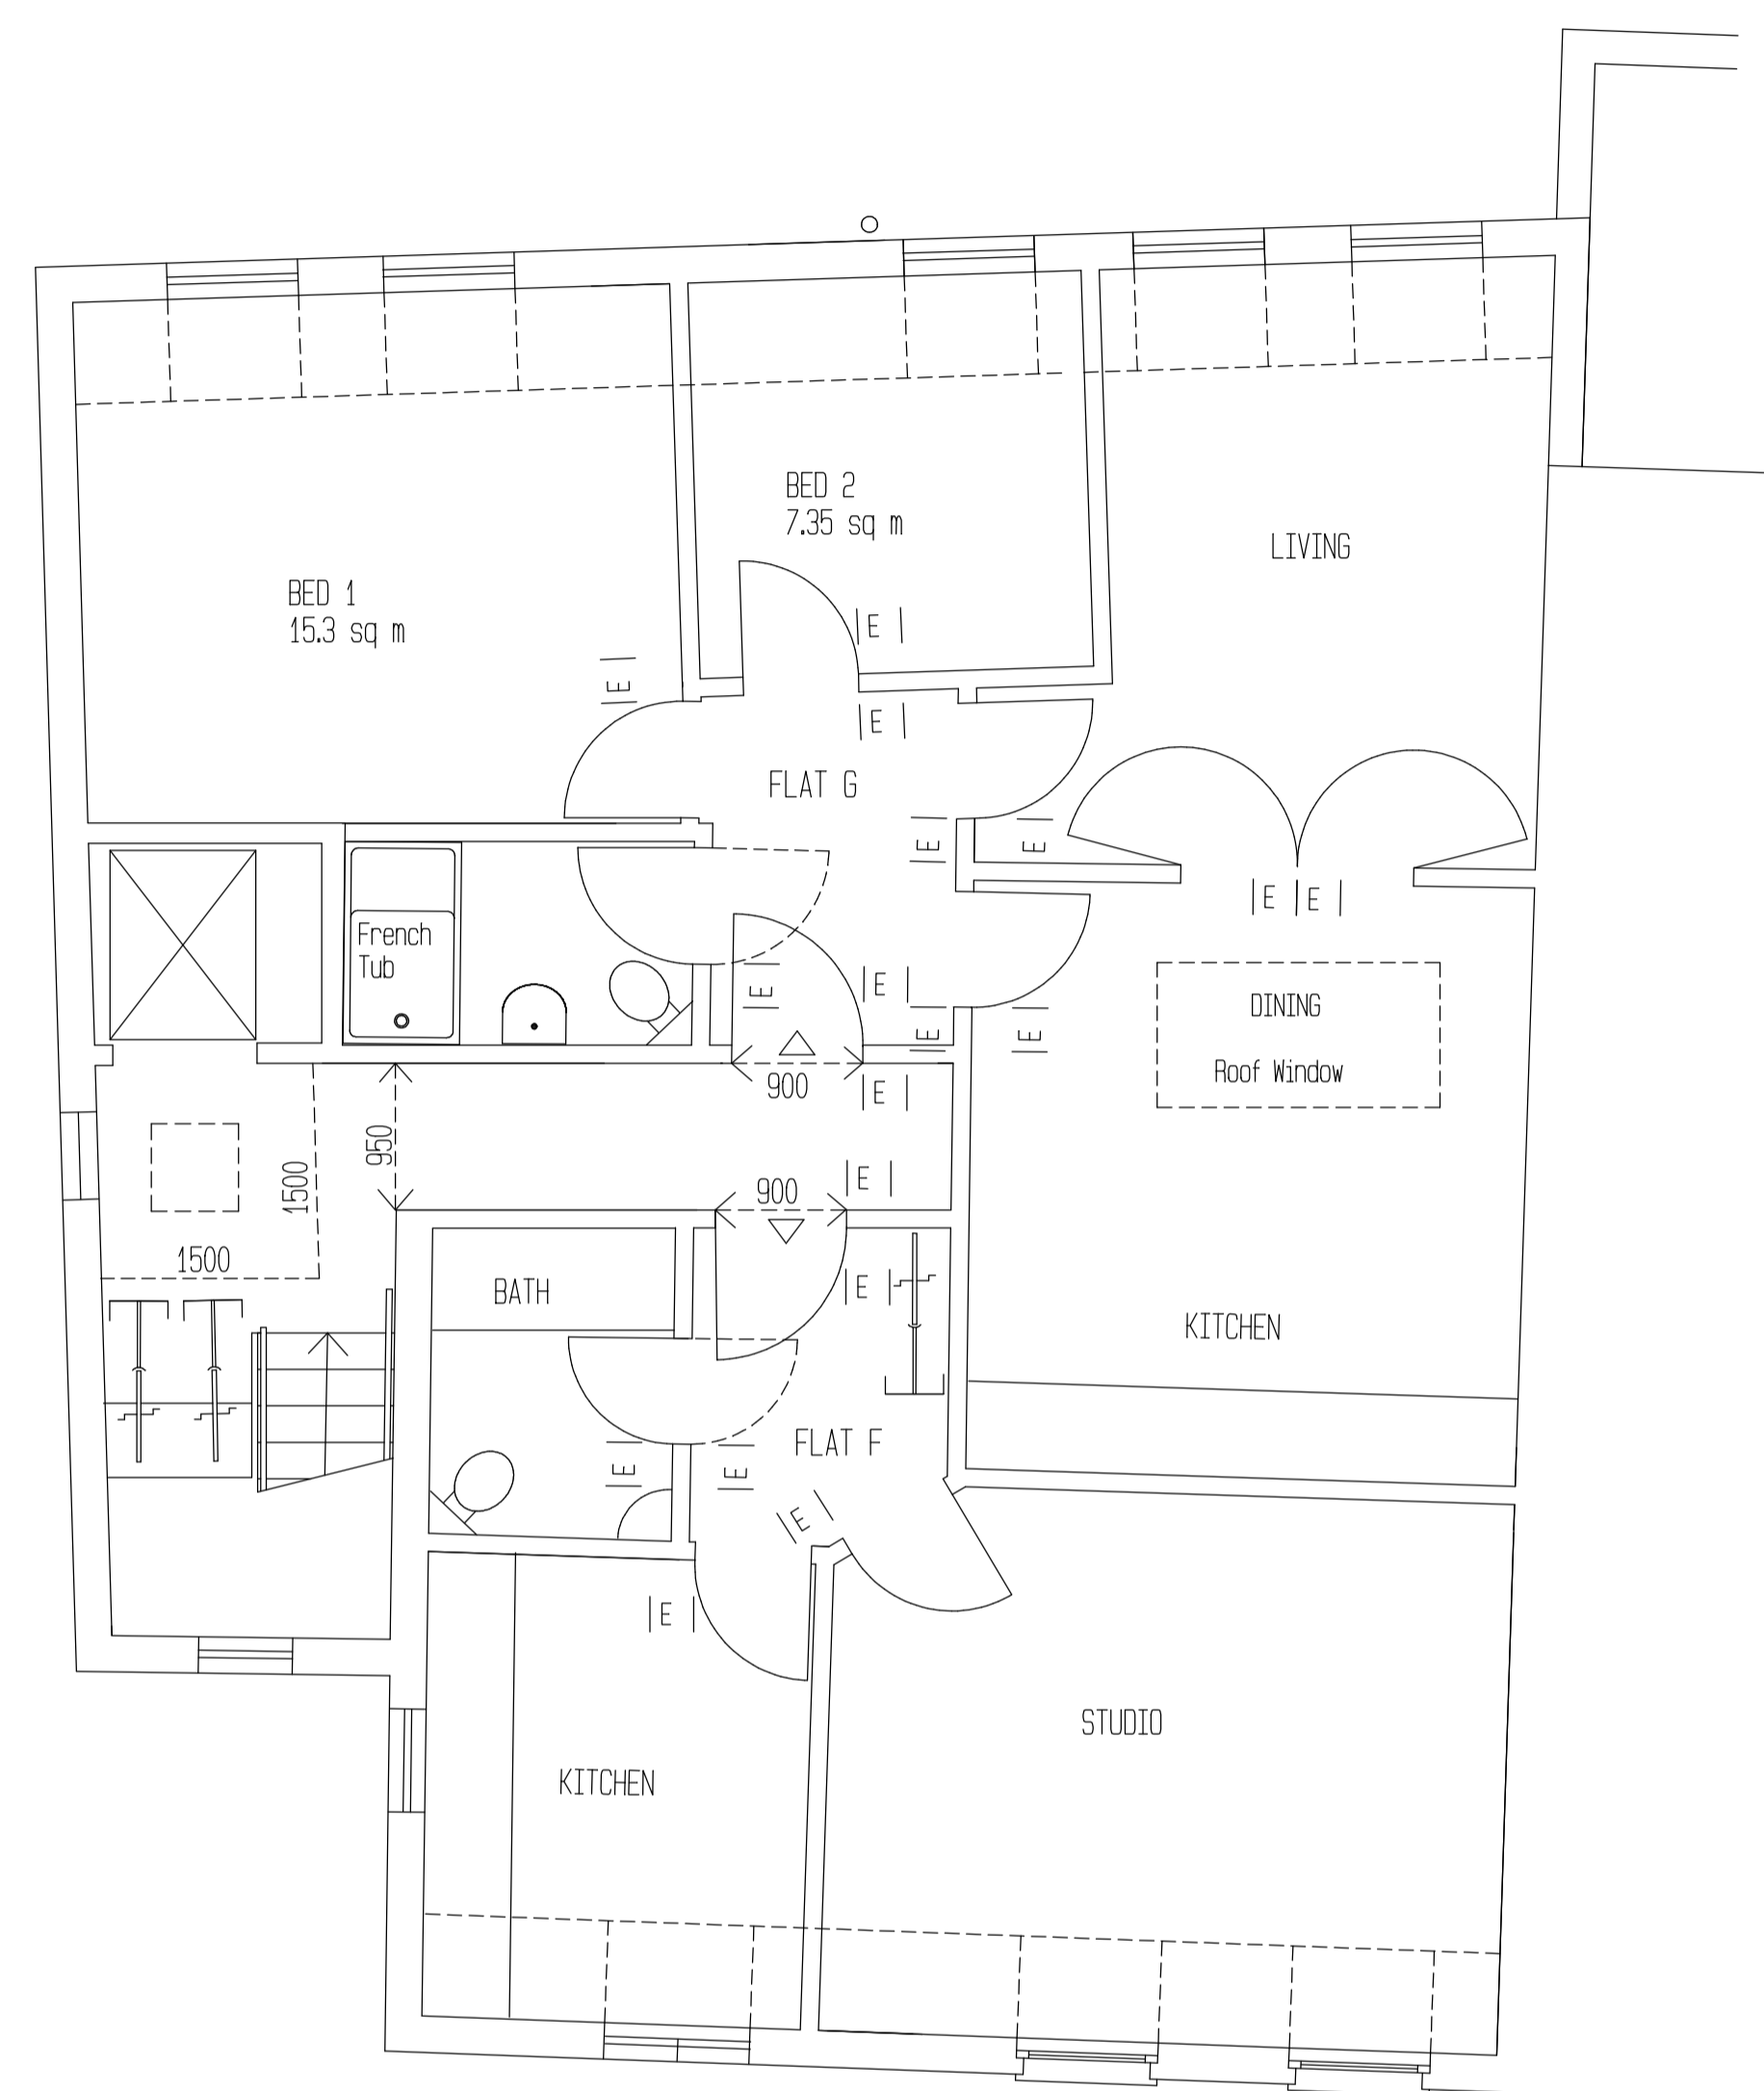 BED 2
7.35 sq m
LIVING
BED 1
15.3 sq m
E
E
E
FLAT G
E
E
E
E
French
Tub
E
E
DINING
E
E
Roof Window
900
E
950
1500
E
900
1500
BATH
E
KITCHEN
FLAT F
E
E
E
E
STUDIO
KITCHEN